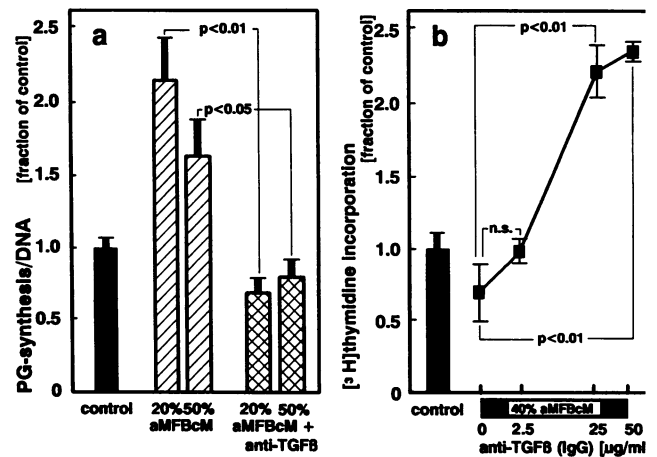 a
PG-synthesis/DNA [fraction of control]
2.5
2.0
1.5
1.0
0.5
0
p<0.01
p<0.05
control
20% 50%
aMFBcM
20% 50%
aMFBcM +
anti-TGFß
b
[³H]thymidine incorporation [fraction of control]
2.5
2.0
1.5
1.0
0.5
0
p<0.01
n.s.
p<0.01
control
40% aMFBcM
0 2.5 25 50
anti-TGFß (IgG) [µg/ml